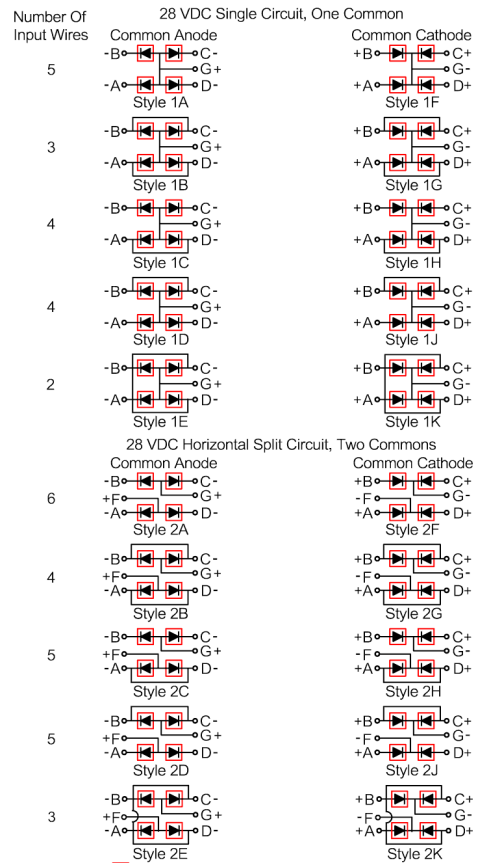 Number Of
Input Wires
28 VDC Single Circuit, One Common
Common Anode
Common Cathode
5
-B C-
G+
-A D-
Style 1A
+B C+
G-
+A D+
Style 1F
3
-B C-
G+
-A D-
Style 1B
+B C+
G-
+A D+
Style 1G
4
-B C-
G+
-A D-
Style 1C
+B C+
G-
+A D+
Style 1H
4
-B C-
G+
-A D-
Style 1D
+B C+
G-
+A D+
Style 1J
2
-B C-
G+
-A D-
Style 1E
+B C+
G-
+A D+
Style 1K
28 VDC Horizontal Split Circuit, Two Commons
Common Anode
Common Cathode
6
-B C-
+F G+
-A D-
Style 2A
+B C+
-F G-
+A D+
Style 2F
4
-B C-
+F G+
-A D-
Style 2B
+B C+
-F G-
+A D+
Style 2G
5
-B C-
+F G+
-A D-
Style 2C
+B C+
-F G-
+A D+
Style 2H
5
-B C-
+F G+
-A D-
Style 2D
+B C+
-F G-
+A D+
Style 2J
3
-B C-
+F G+
-A D-
Style 2E
+B C+
-F G-
+A D+
Style 2K